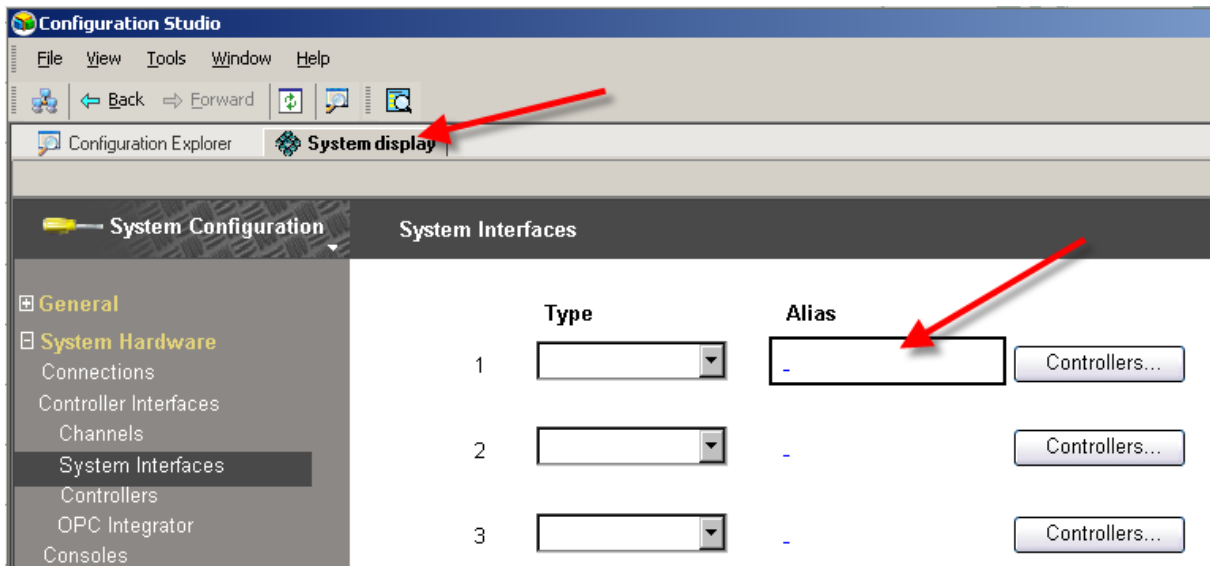 Configuration Studio
File View Tools Window Help
Back Forward
Configuration Explorer System display
System Configuration System Interfaces
General
System Hardware
Connections
Controller Interfaces
Channels
System Interfaces
Controllers
OPC Integrator
Consoles
Type Alias
1 - Controllers...
2 - Controllers...
3 - Controllers...